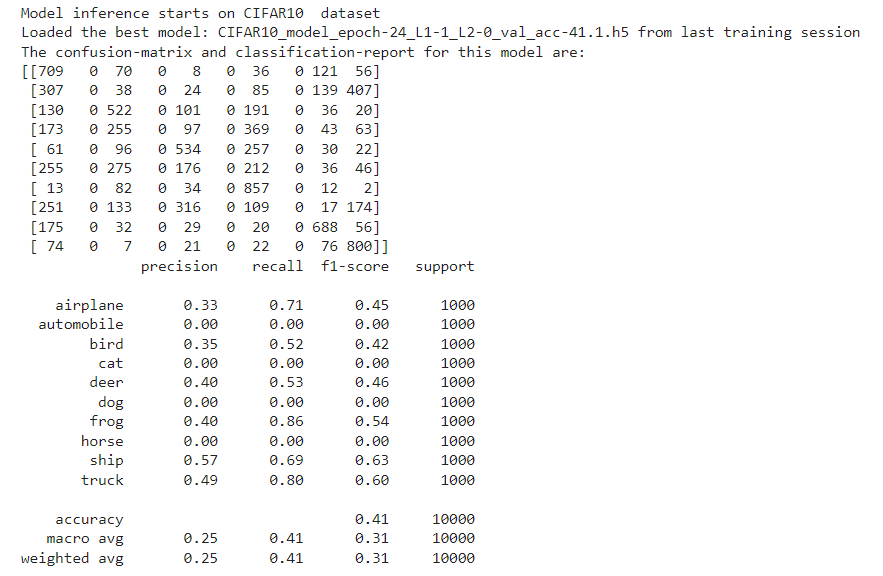 Model inference starts on CIFAR10  dataset
Loaded the best model: CIFAR10_model_epoch-24_L1-1_L2-0_val_acc-41.1.h5 from last training session
The confusion-matrix and classification-report for this model are:
[[709   0  70   0   8   0  36   0 121  56]
 [307   0  38   0  24   0  85   0 139 407]
 [130   0 522   0 101   0 191   0  36  20]
 [173   0 255   0  97   0 369   0  43  63]
 [ 61   0  96   0 534   0 257   0  30  22]
 [255   0 275   0 176   0 212   0  36  46]
 [ 13   0  82   0  34   0 857   0  12   2]
 [251   0 133   0 316   0 109   0  17 174]
 [175   0  32   0  29   0  20   0 688  56]
 [ 74   0   7   0  21   0  22   0  76 800]]
              precision    recall  f1-score   support
    airplane       0.33      0.71      0.45      1000
  automobile       0.00      0.00      0.00      1000
        bird       0.35      0.52      0.42      1000
         cat       0.00      0.00      0.00      1000
        deer       0.40      0.53      0.46      1000
         dog       0.00      0.00      0.00      1000
        frog       0.40      0.86      0.54      1000
       horse       0.00      0.00      0.00      1000
        ship       0.57      0.69      0.63      1000
       truck       0.49      0.80      0.60      1000
    accuracy                           0.41     10000
   macro avg       0.25      0.41      0.31     10000
weighted avg       0.25      0.41      0.31     10000